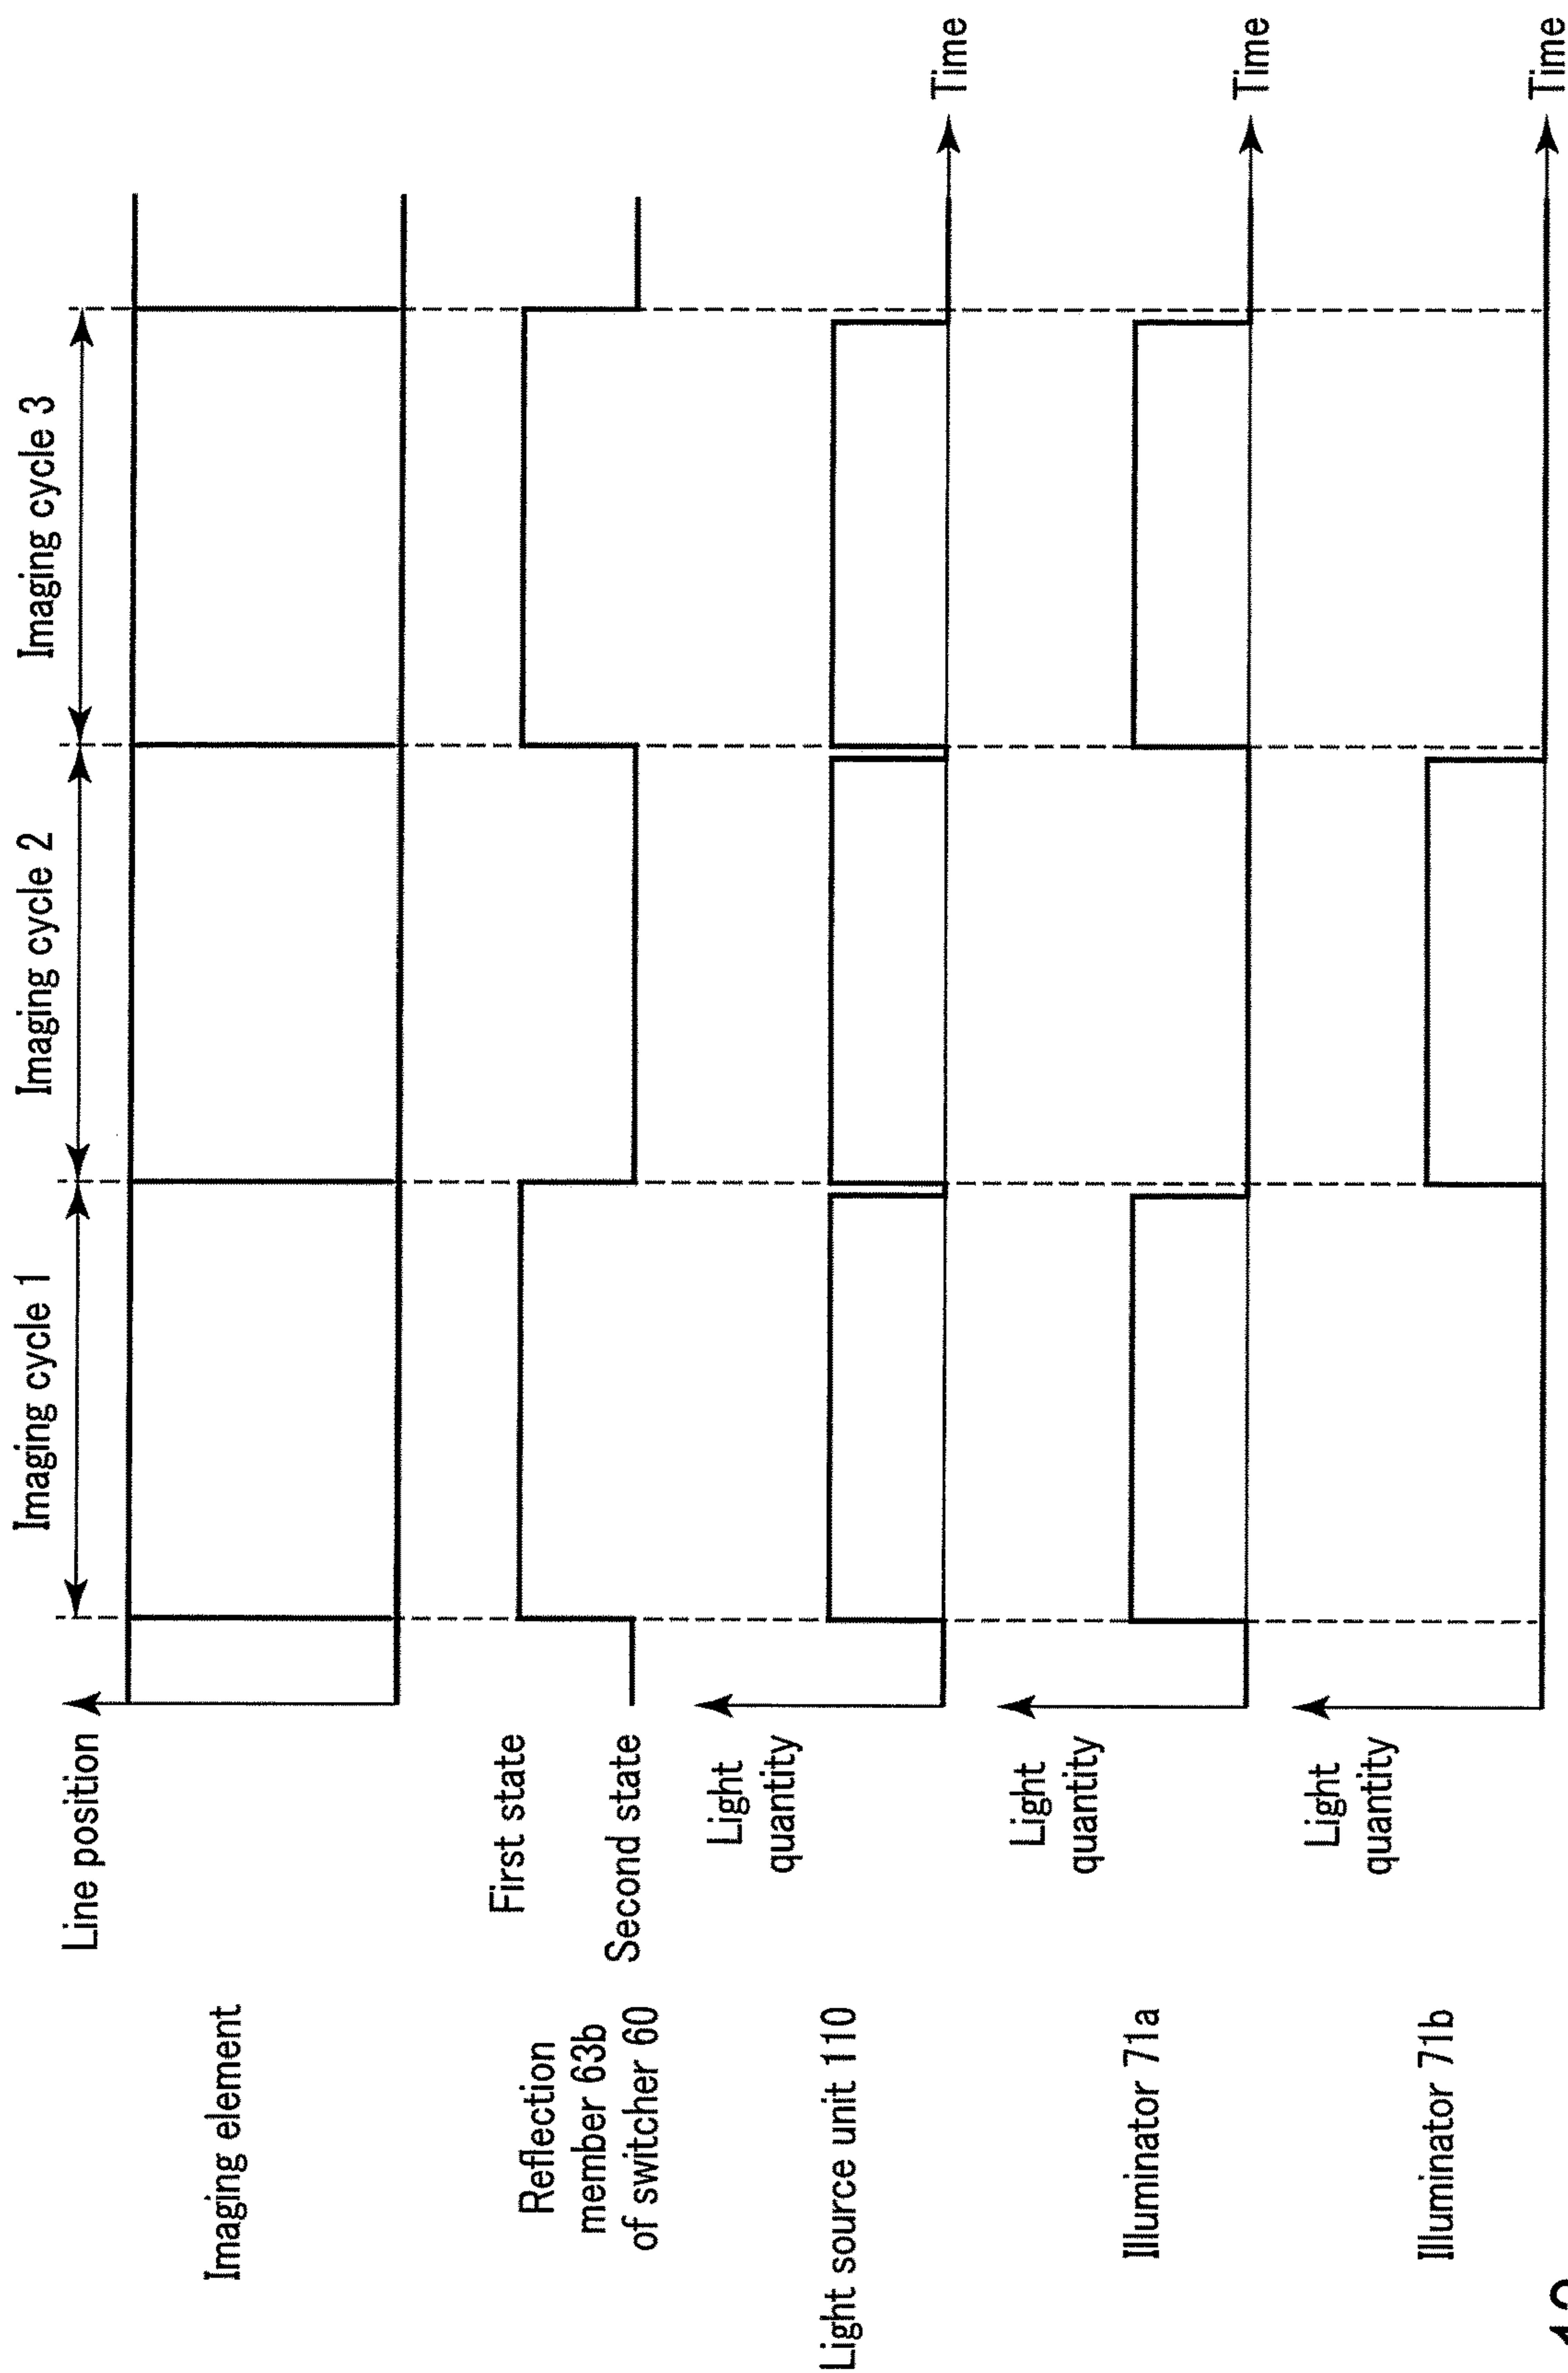 Imaging cycle 1
Imaging cycle 2
Imaging cycle 3
Line position
Imaging element
First state
Second state
Reflection
member 63b
of switcher 60
Light
quantity
Light source unit 110
Time
Light
quantity
Illuminator 71a
Time
Light
quantity
Illuminator 71b
Time